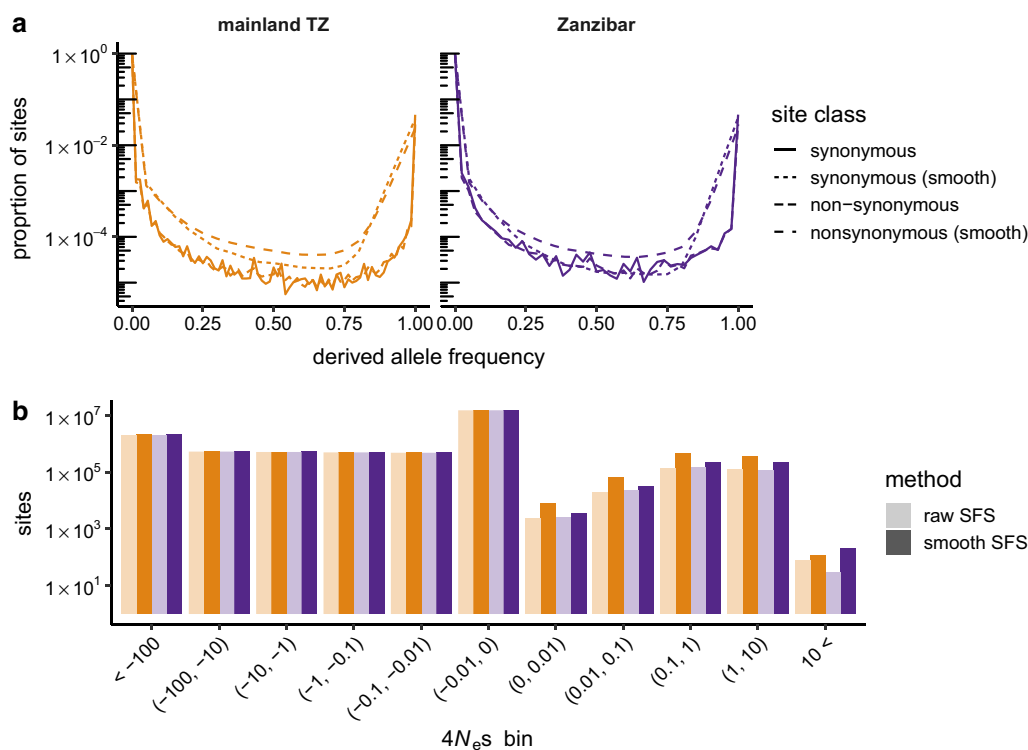 a
mainland TZ
Zanzibar
proportion of sites
1 × 10⁰
1 × 10⁻²
1 × 10⁻⁴
0.00 0.25 0.50 0.75 1.00
0.00 0.25 0.50 0.75 1.00
derived allele frequency
site class
synonymous
synonymous (smooth)
non−synonymous
nonsynonymous (smooth)
b
sites
1 × 10⁷
1 × 10⁵
1 × 10³
1 × 10¹
< −100
(−100, −10)
(−10, −1)
(−1, −0.1)
(−0.1, −0.01)
(−0.01, 0)
(0, 0.01)
(0.01, 0.1)
(0.1, 1)
(1, 10)
10 <
4Nₑs bin
method
raw SFS
smooth SFS